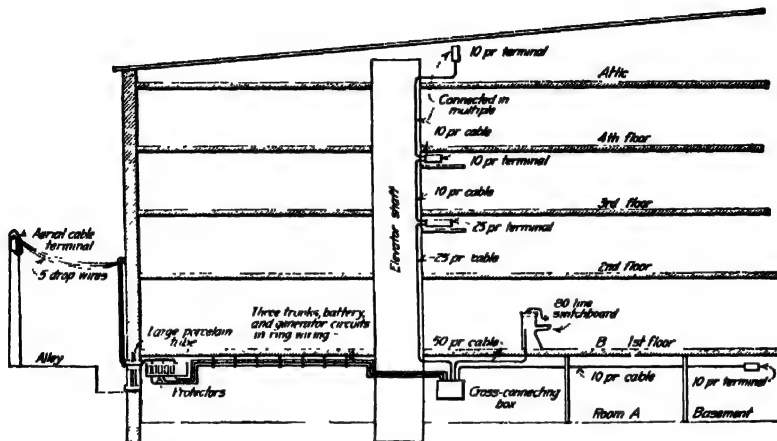 10 pr terminal
Attic
Connected in
multiple
10 pr cable
4th floor
10 pr terminal
10 pr cable
3rd floor
25 pr terminal
Elevator shaft
25 pr cable
2nd floor
Aerial cable
terminal
5 drop wires
80 line
switchboard
Three trunks, battery,
and generator circuits
in ring wiring
Large porcelain
tube
50 pr cable
B 1st floor
Alley
Protectors
Cross-connecting
box
10 pr cable
10 pr terminal
Room A
Basement